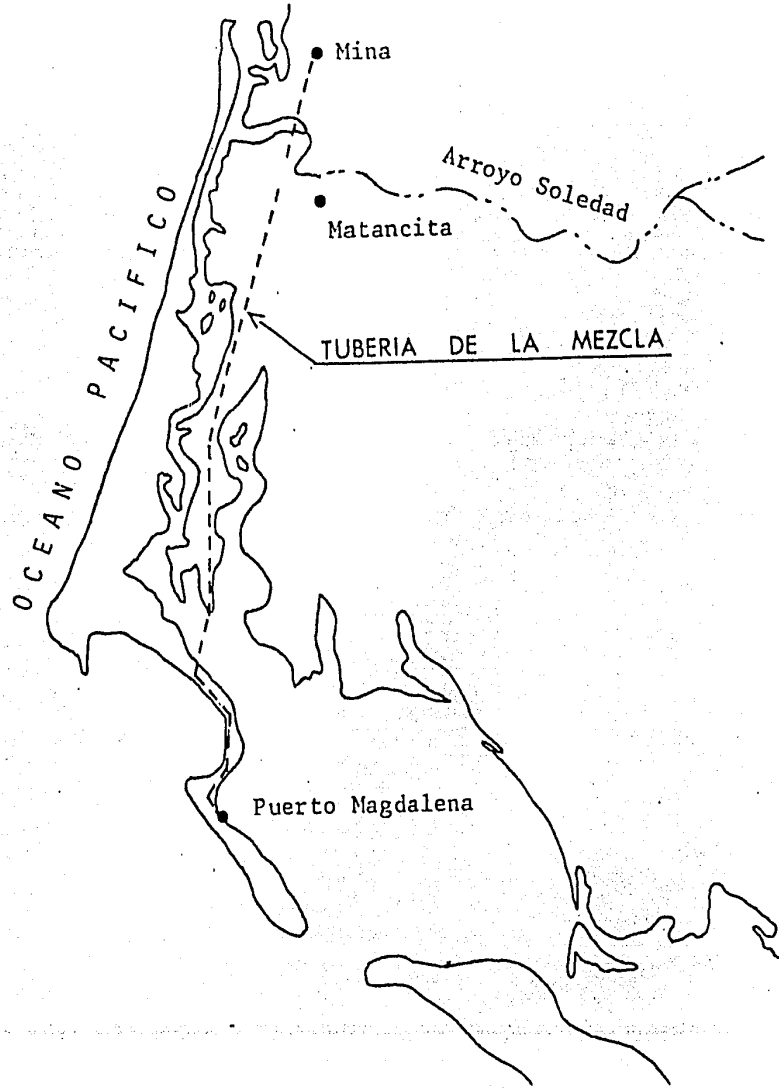 Mina
Arroyo Soledad
Matancita
OCEANO PACIFICO
TUBERIA DE LA MEZCLA
Puerto Magdalena